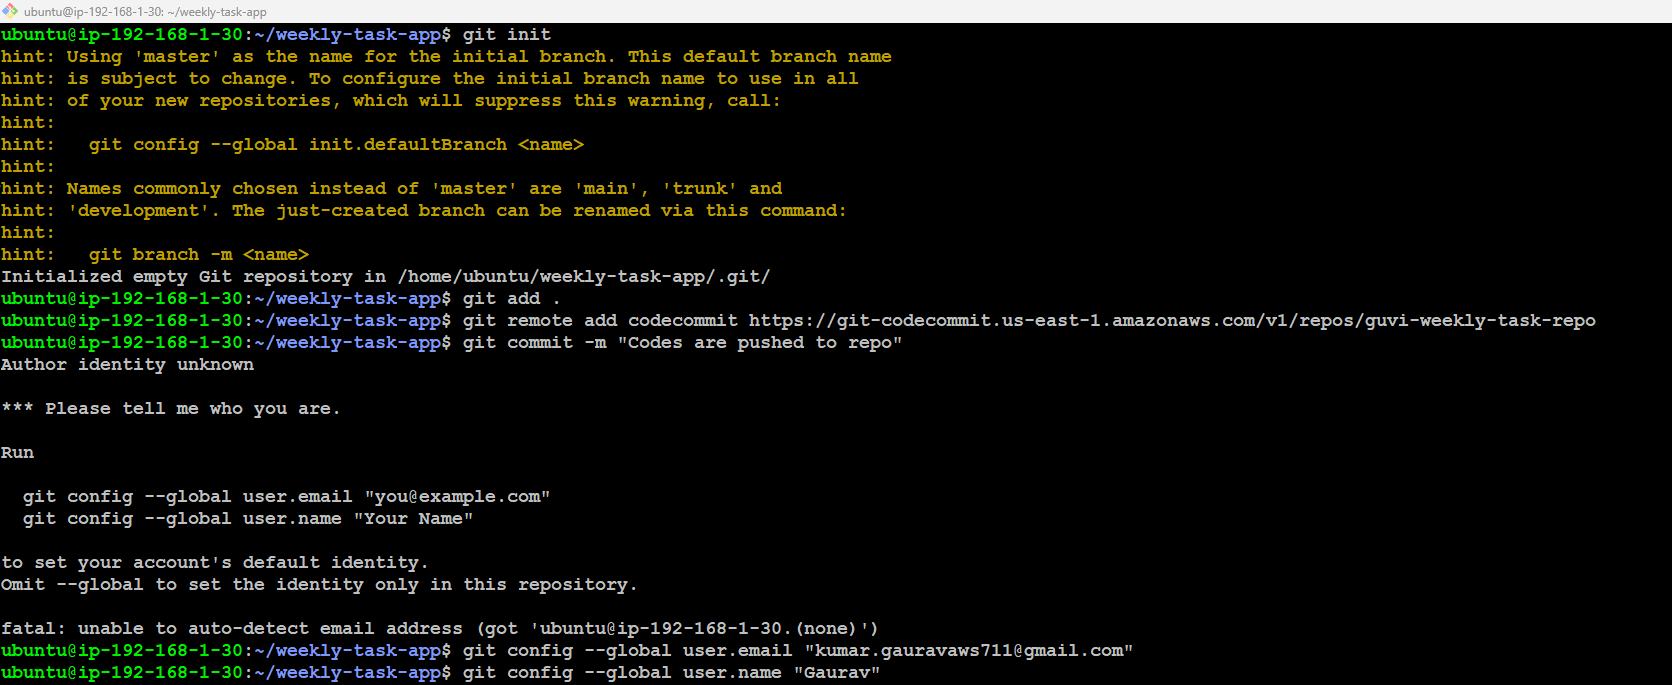 ubuntu@ip-192-168-1-30: ~/weekly-task-app
ubuntu@ip-192-168-1-30:~/weekly-task-app$ git init
hint: Using 'master' as the name for the initial branch. This default branch name
hint: is subject to change. To configure the initial branch name to use in all
hint: of your new repositories, which will suppress this warning, call:
hint:
hint:   git config --global init.defaultBranch <name>
hint:
hint: Names commonly chosen instead of 'master' are 'main', 'trunk' and
hint: 'development'. The just-created branch can be renamed via this command:
hint:
hint:   git branch -m <name>
Initialized empty Git repository in /home/ubuntu/weekly-task-app/.git/
ubuntu@ip-192-168-1-30:~/weekly-task-app$ git add .
ubuntu@ip-192-168-1-30:~/weekly-task-app$ git remote add codecommit https://git-codecommit.us-east-1.amazonaws.com/v1/repos/guvi-weekly-task-repo
ubuntu@ip-192-168-1-30:~/weekly-task-app$ git commit -m "Codes are pushed to repo"
Author identity unknown
*** Please tell me who you are.
Run
  git config --global user.email "you@example.com"
  git config --global user.name "Your Name"
to set your account's default identity.
Omit --global to set the identity only in this repository.
fatal: unable to auto-detect email address (got 'ubuntu@ip-192-168-1-30.(none)')
ubuntu@ip-192-168-1-30:~/weekly-task-app$ git config --global user.email "kumar.gauravaws711@gmail.com"
ubuntu@ip-192-168-1-30:~/weekly-task-app$ git config --global user.name "Gaurav"